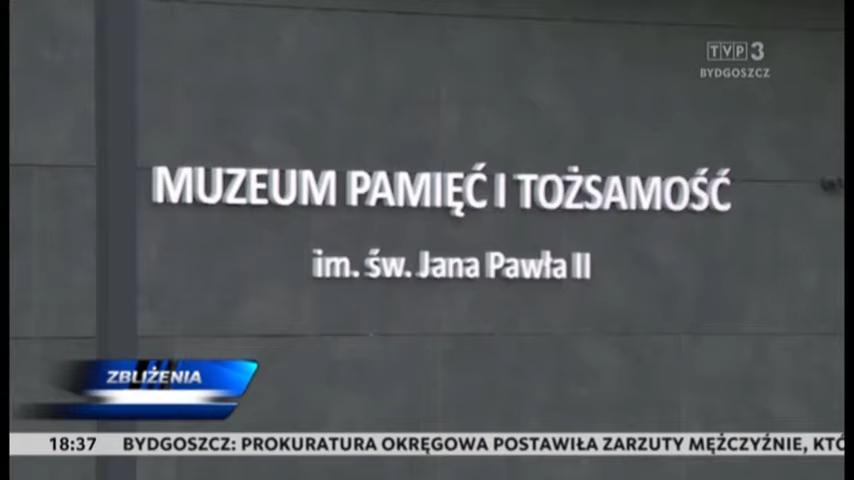 TVP3
BYDGOSZCZ
MUZEUM PAMIĘĆ I TOŻSAMOŚĆ
im. św. Jana Pawła II
ZBLIŻENIA
18:37 BYDGOSZCZ: PROKURATURA OKRĘGOWA POSTAWIŁA ZARZUTY MĘŻCZYŹNIE, KTÓ